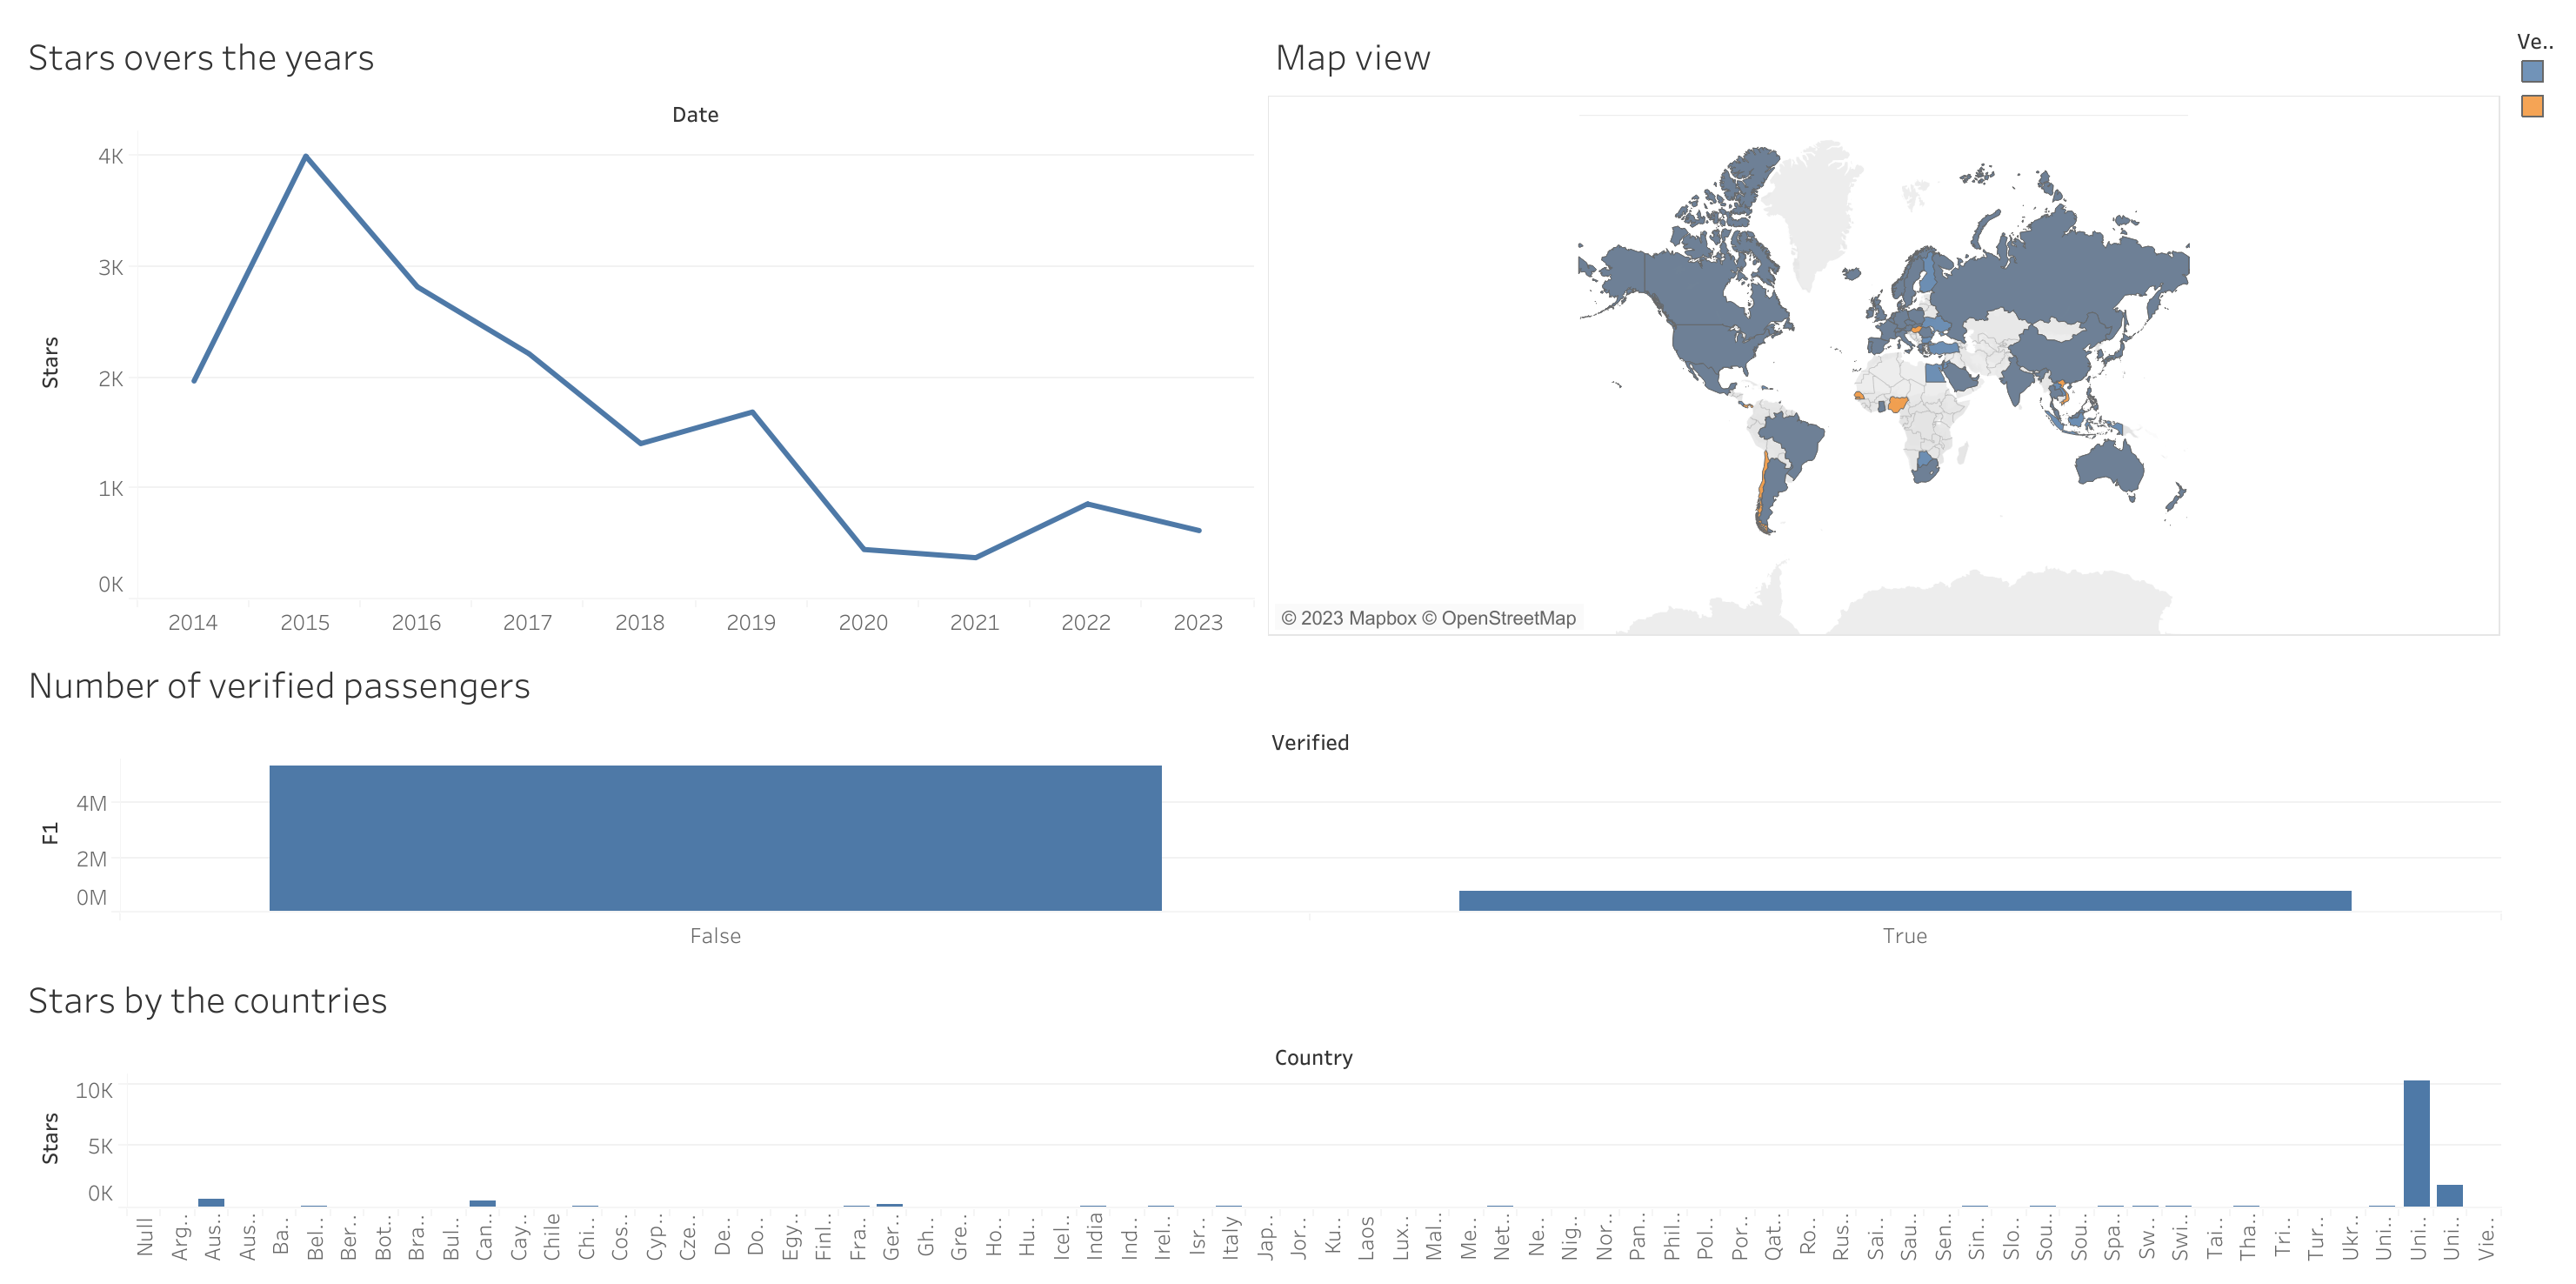 Stars overs the years
Date
Stars
4K
3K
2K
1K
0K
2014 2015 2016 2017 2018 2019 2020 2021 2022 2023
Map view
© 2023 Mapbox © OpenStreetMap
Ve..
Number of verified passengers
Verified
F1
4M
2M
0M
False True
Stars by the countries
Country
Stars
10K
5K
0K
Null Arg.. Aus.. Aus.. Ba.. Bel.. Ber.. Bot.. Bra.. Bul.. Can.. Cay.. Chile Chi.. Cos.. Cyp.. Cze.. De.. Do.. Egy.. Finl.. Fra.. Ger.. Gh.. Gre.. Ho.. Hu.. Icel.. India Ind.. Irel.. Isr.. Italy Jap.. Jor.. Ku.. Laos Lux.. Mal.. Me.. Net.. Ne.. Nig.. Nor.. Pan.. Phil.. Pol.. Por.. Qat.. Ro.. Rus.. Sai.. Sau.. Sen.. Sin.. Slo.. Sou.. Sou.. Spa.. Sw.. Swi.. Tai.. Tha.. Tri.. Tur.. Ukr.. Uni.. Uni.. Uni.. Vie..